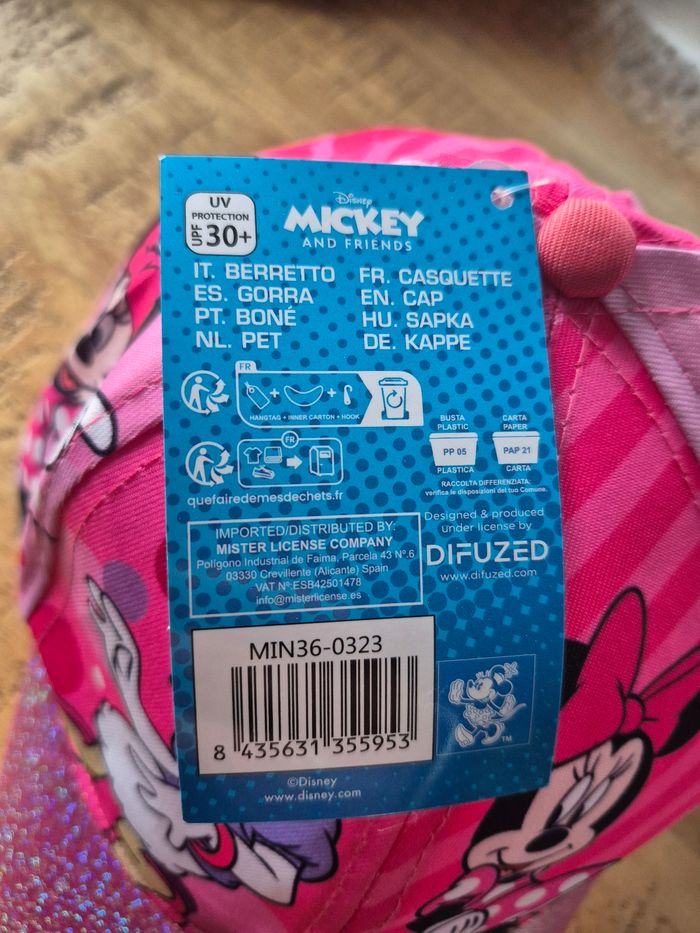 UV
PROTECTION
UPF 30+
Disney
MICKEY
AND FRIENDS
IT. BERRETTO
ES. GORRA
PT. BONÉ
NL. PET
FR. CASQUETTE
EN. CAP
HU. SAPKA
DE. KAPPE
FR
HANGTAG + INNER CARTON + HOOK
FR
quefairedemesdechets.fr
BUSTA
PLASTIC
PP 05
PLASTICA
CARTA
PAPER
PAP 21
CARTA
RACCOLTA DIFFERENZIATA.
verifica le disposizioni del tuo Comune.
IMPORTED/DISTRIBUTED BY:
MISTER LICENSE COMPANY
Polígono Industrial de Faima, Parcela 43 Nº.6
03330 Crevillente (Alicante) Spain
VAT Nº:ESB42501478
info@misterlicense.es
Designed & produced
under license by
DIFUZED
www.difuzed.com
MIN36-0323
8 435631 355953
TM
©Disney
www.disney.com